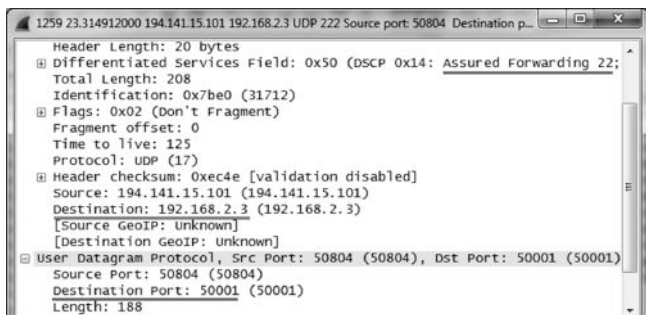 1259 23.314912000 194.141.15.101 192.168.2.3 UDP 222 Source port: 50804 Destination p...
Header Length: 20 bytes
Differentiated Services Field: 0x50 (DSCP 0x14: Assured Forwarding 22;
Total Length: 208
Identification: 0x7be0 (31712)
Flags: 0x02 (Don't Fragment)
Fragment offset: 0
Time to live: 125
Protocol: UDP (17)
Header checksum: 0xec4e [validation disabled]
Source: 194.141.15.101 (194.141.15.101)
Destination: 192.168.2.3 (192.168.2.3)
[Source GeoIP: Unknown]
[Destination GeoIP: Unknown]
User Datagram Protocol, Src Port: 50804 (50804), Dst Port: 50001 (50001)
Source Port: 50804 (50804)
Destination Port: 50001 (50001)
Length: 188